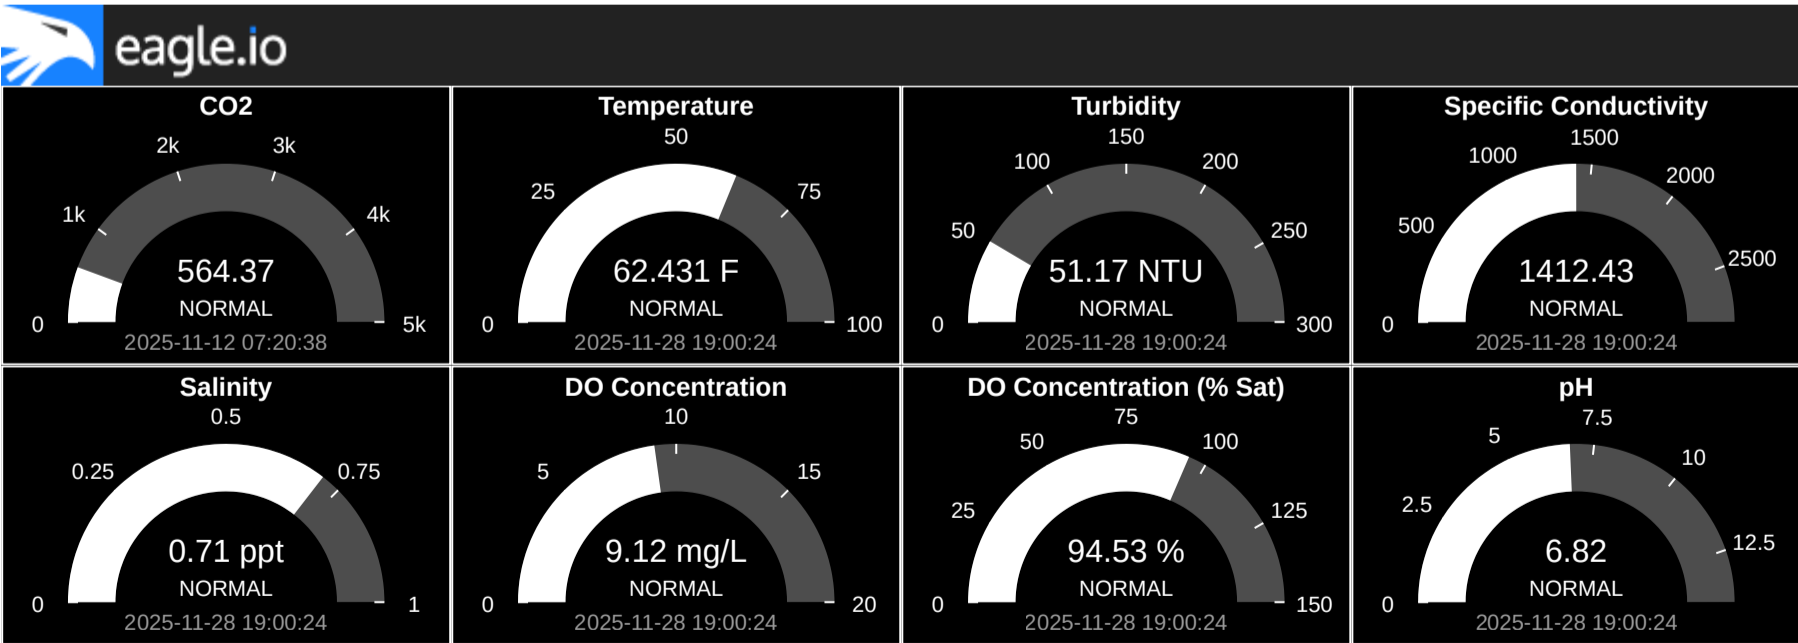 eagle.io
CO2
2k
3k
1k
4k
564.37
NORMAL
0
5k
2025-11-12 07:20:38
Temperature
50
25
75
62.431 F
NORMAL
0
100
2025-11-28 19:00:24
Turbidity
150
100
200
50
250
51.17 NTU
NORMAL
0
300
2025-11-28 19:00:24
Specific Conductivity
1500
1000
2000
500
2500
1412.43
NORMAL
0
2025-11-28 19:00:24
Salinity
0.5
0.25
0.75
0.71 ppt
NORMAL
0
1
2025-11-28 19:00:24
DO Concentration
10
5
15
9.12 mg/L
NORMAL
0
20
2025-11-28 19:00:24
DO Concentration (% Sat)
75
50
100
25
125
94.53 %
NORMAL
0
150
2025-11-28 19:00:24
pH
7.5
5
10
2.5
12.5
6.82
NORMAL
0
2025-11-28 19:00:24